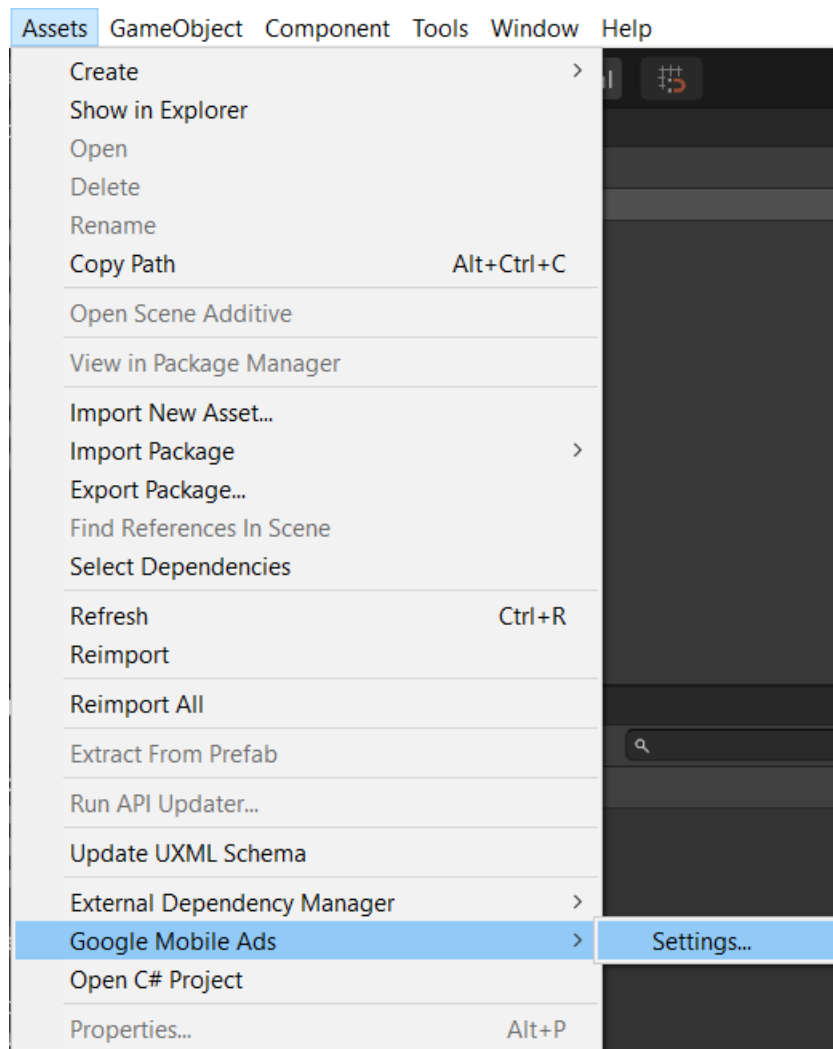 Assets GameObject Component Tools Window Help
Create
Show in Explorer
Open
Delete
Rename
Copy Path Alt+Ctrl+C
Open Scene Additive
View in Package Manager
Import New Asset...
Import Package
Export Package...
Find References In Scene
Select Dependencies
Refresh Ctrl+R
Reimport
Reimport All
Extract From Prefab
Run API Updater...
Update UXML Schema
External Dependency Manager
Google Mobile Ads Settings...
Open C# Project
Properties... Alt+P